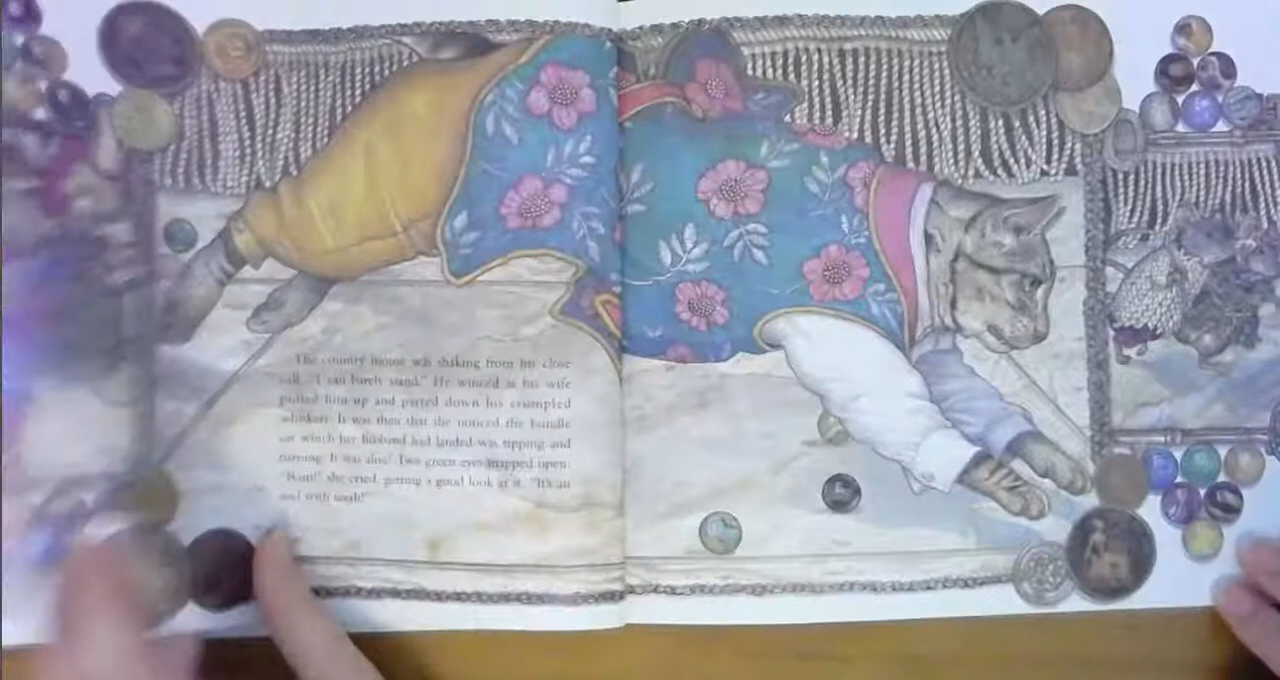 The country mouse was shaking from his close
call. "I can barely stand." He winced as his wife
pulled him up and patted down his crumpled
whiskers. It was then that she noticed the bundle
on which her husband had landed was tipping and
turning. It was alive! Two green eyes snapped open.
"Run!" she cried, getting a good look at it. "It's an
owl with teeth!"